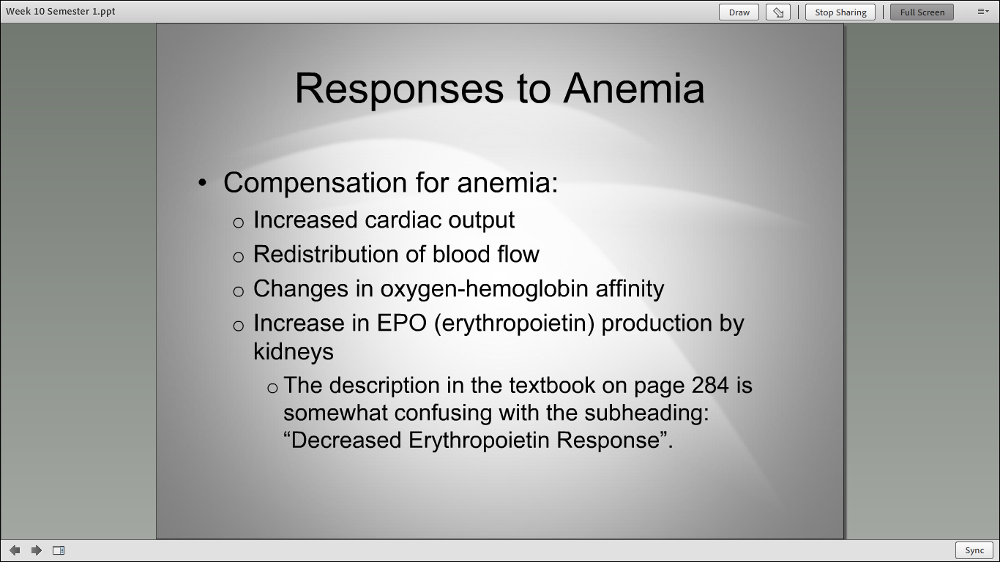 Week 10 Semester 1.ppt
Draw
Stop Sharing
Full Screen
Responses to Anemia
• Compensation for anemia:
o Increased cardiac output
o Redistribution of blood flow
o Changes in oxygen-hemoglobin affinity
o Increase in EPO (erythropoietin) production by
kidneys
o The description in the textbook on page 284 is
somewhat confusing with the subheading:
“Decreased Erythropoietin Response”.
Sync